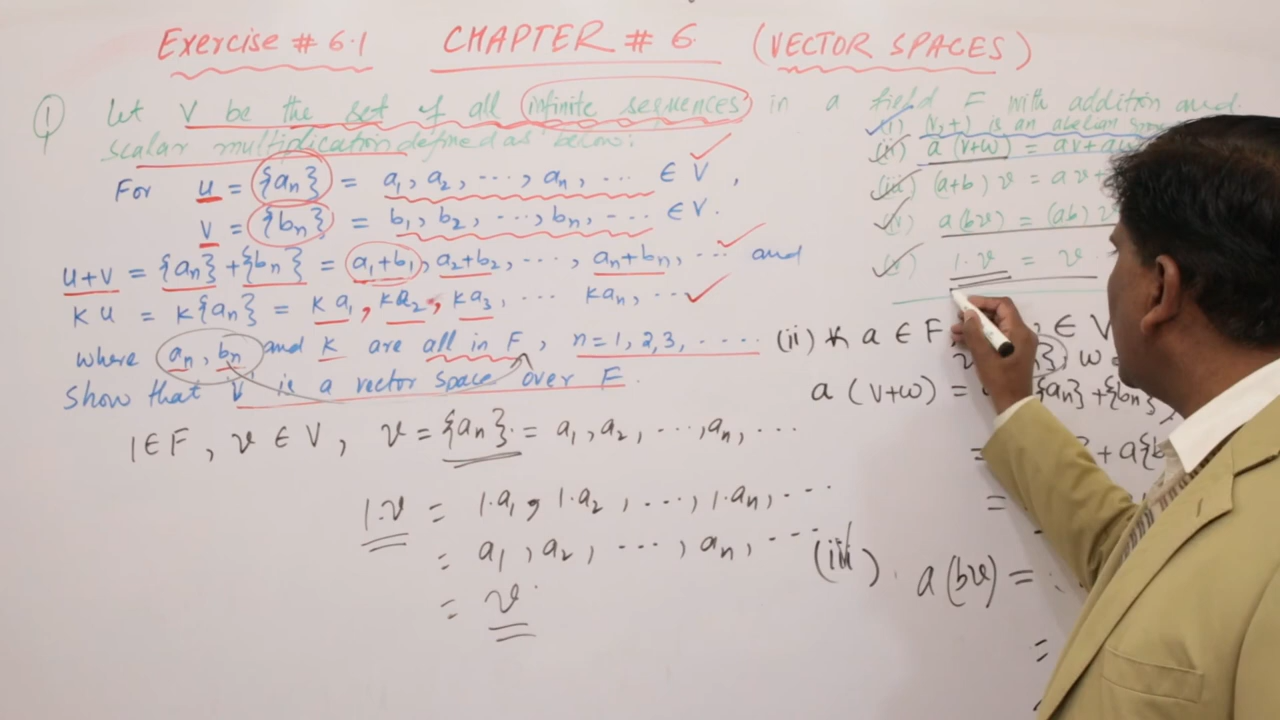 Exercise # 6.1 CHAPTER # 6. (VECTOR SPACES)
Q1 Let V be the set of all infinite sequences in a field F with addition and
scalar multiplication defined as below:
For u = {an} = a1, a2, ..., an, ... ∈ V,
v = {bn} = b1, b2, ..., bn, ... ∈ V.
u+v = {an} + {bn} = a1+b1, a2+b2, ..., an+bn, ... and
ku = k{an} = ka1, ka2, ka3, ... kan, ...
where an, bn and k are all in F, n = 1, 2, 3, ....
Show that V is a vector space over F.
1 ∈ F, v ∈ V, v = {an} = a1, a2, ..., an, ...
1.v = 1.a1, 1.a2, ..., 1.an, ...
= a1, a2, ..., an, ...
= v.
(i) (V,+) is an abelian
(ii) a(v+w) = av+aw
(iii) (a+b)v = av+
(iv) a(bv) = (ab)v
(v) 1.v = v.
(ii) a ∈ F, ∈ V
w =
a(v+w) = {an}+{bn}
= + a{b
=
(iii). a(bv) =
=